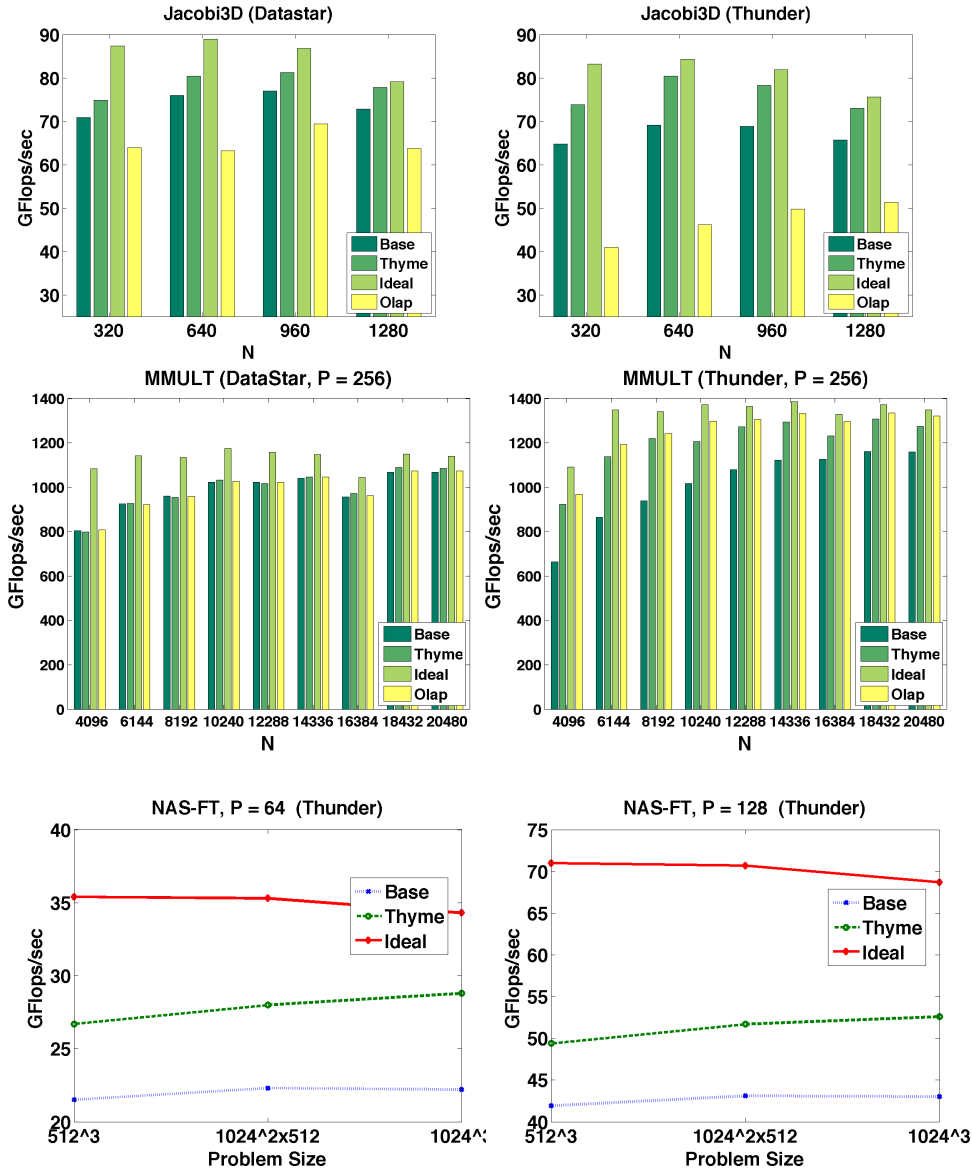 Jacobi3D (Datastar)
90
80
70
60
50
40
30
GFlops/sec
Base
Thyme
Ideal
Olap
320 640 960 1280
N
Jacobi3D (Thunder)
90
80
70
60
50
40
30
GFlops/sec
Base
Thyme
Ideal
Olap
320 640 960 1280
N
MMULT (DataStar, P = 256)
1400
1200
1000
800
600
400
200
0
GFlops/sec
Base
Thyme
Ideal
Olap
4096 6144 8192 10240 12288 14336 16384 18432 20480
N
MMULT (Thunder, P = 256)
1400
1200
1000
800
600
400
200
0
GFlops/sec
Base
Thyme
Ideal
Olap
4096 6144 8192 10240 12288 14336 16384 18432 20480
N
NAS-FT, P = 64 (Thunder)
40
35
30
25
20
GFlops/sec
Base
Thyme
Ideal
512^3 1024^2x512 1024^
Problem Size
NAS-FT, P = 128 (Thunder)
75
70
65
60
55
50
45
40
GFlops/sec
Base
Thyme
Ideal
512^3 1024^2x512 1024^3
Problem Size